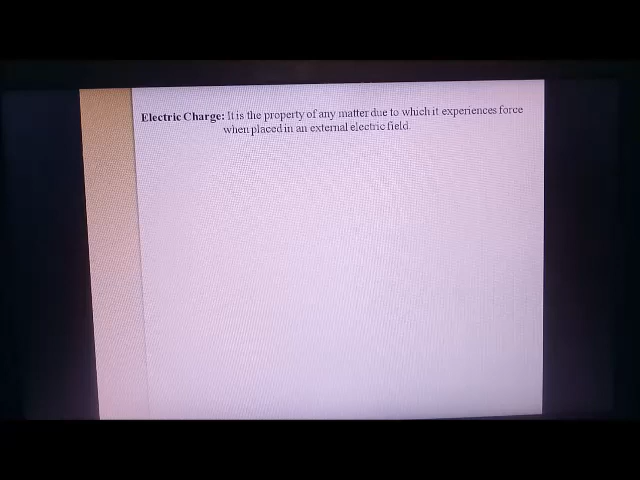 Electric Charge: It is the property of any matter due to which it experiences force
when placed in an external electric field.